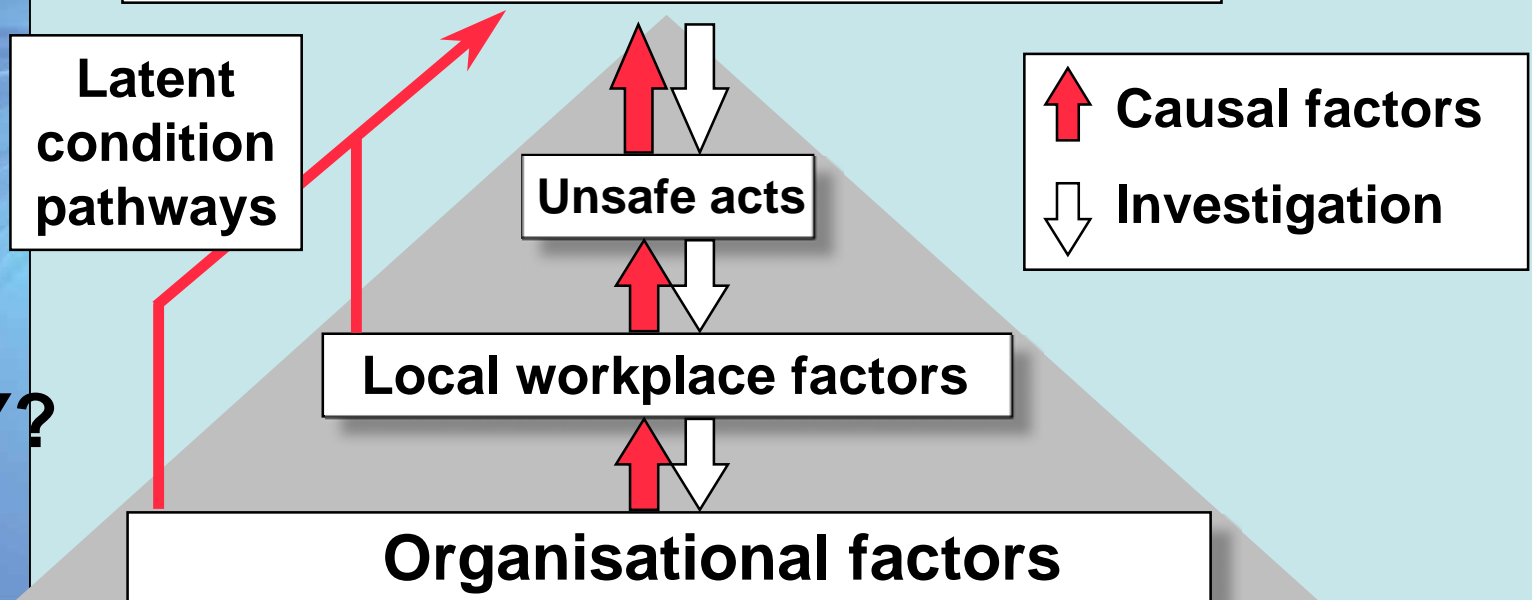 Latent
condition
pathways
Causal factors
Investigation
Unsafe acts
Local workplace factors
?
Organisational factors